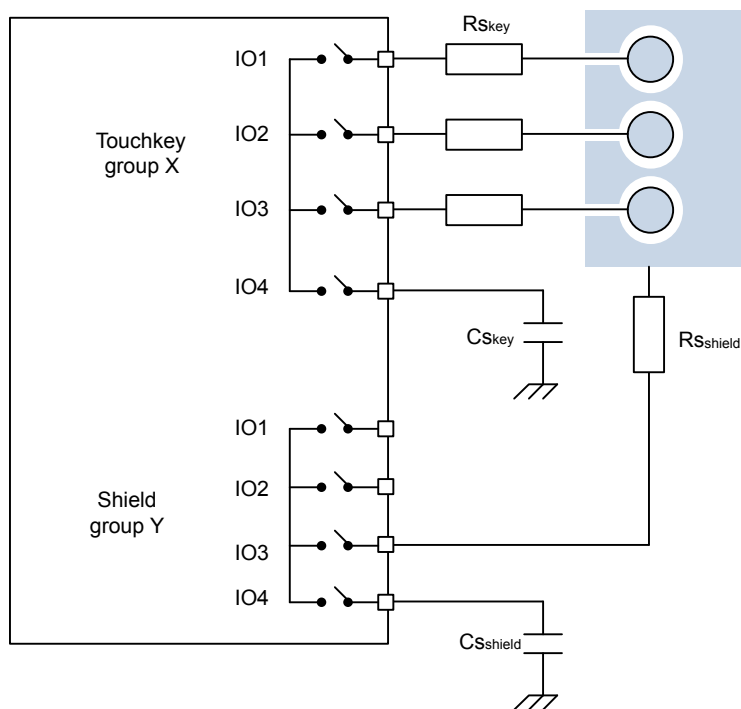 Rskey
IO1
Touchkey
group X
IO2
IO3
IO4
Cskey
Rsshield
IO1
Shield
group Y
IO2
IO3
IO4
Csshield